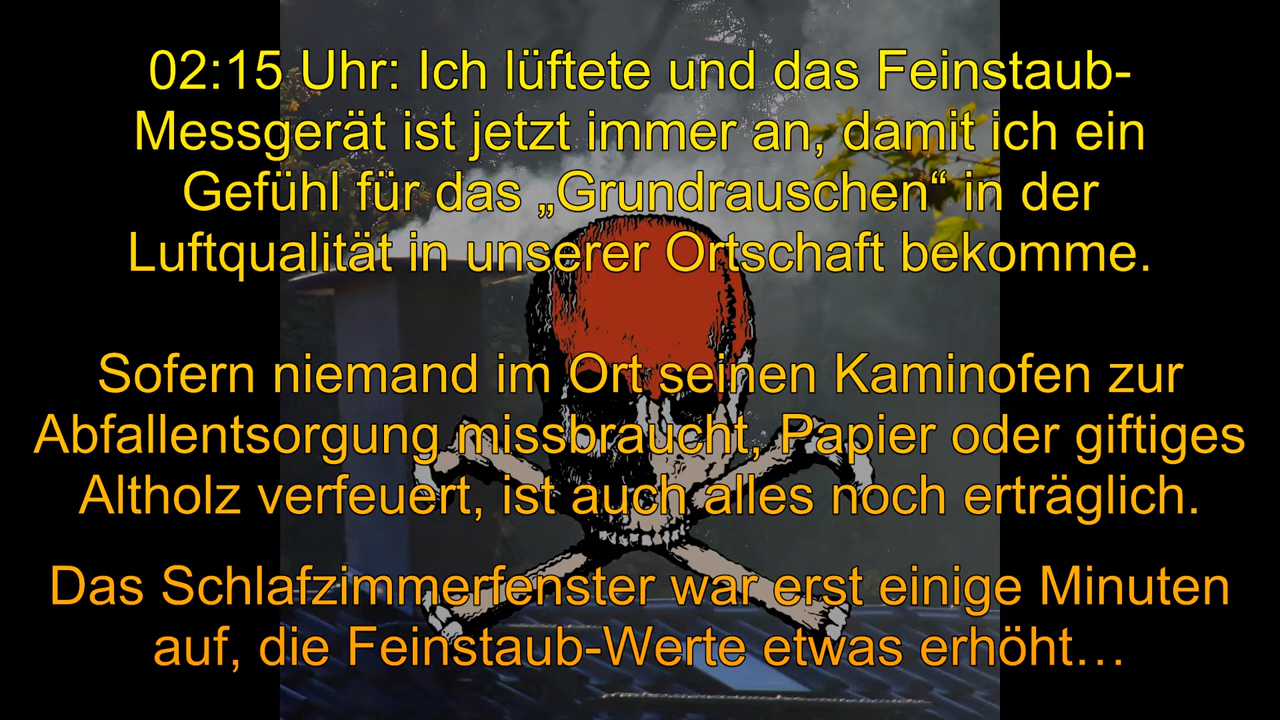 02:15 Uhr: Ich lüftete und das Feinstaub-
Messgerät ist jetzt immer an, damit ich ein
Gefühl für das „Grundrauschen“ in der
Luftqualität in unserer Ortschaft bekomme.
Sofern niemand im Ort seinen Kaminofen zur
Abfallentsorgung missbraucht, Papier oder giftiges
Altholz verfeuert, ist auch alles noch erträglich.
Das Schlafzimmerfenster war erst einige Minuten
auf, die Feinstaub-Werte etwas erhöht…